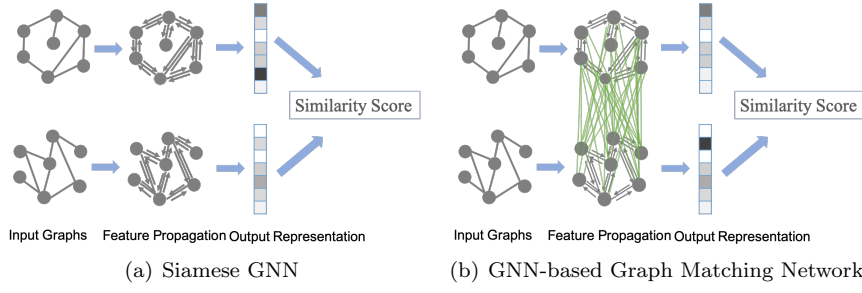 Similarity Score
Input Graphs Feature Propagation Output Representation
(a) Siamese GNN
Similarity Score
Input Graphs Feature Propagation Output Representation
(b) GNN-based Graph Matching Network